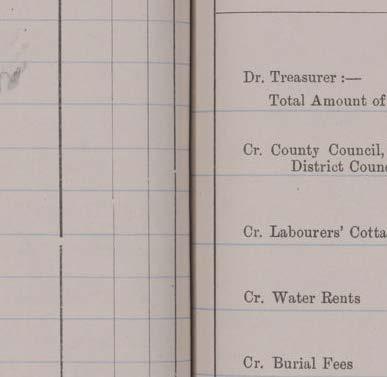 Dr. Treasurer :—
Total Amount of
Cr. County Council,
District Coun
Cr. Labourers' Cotta
Cr. Water Rents
Cr. Burial Fees